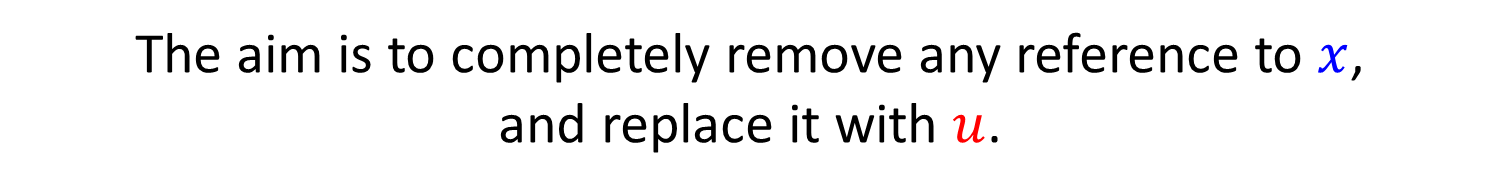 The aim is to completely remove any reference to x,
and replace it with u.